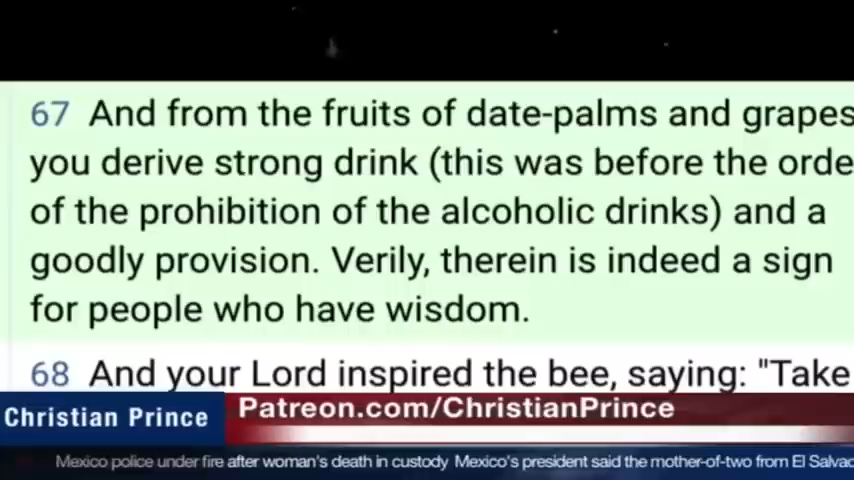 67 And from the fruits of date-palms and grapes
you derive strong drink (this was before the orde
of the prohibition of the alcoholic drinks) and a
goodly provision. Verily, therein is indeed a sign
for people who have wisdom.
68 And your Lord inspired the bee, saying: "Take
Christian Prince
Patreon.com/ChristianPrince
Mexico police under fire after woman's death in custody Mexico's president said the mother-of-two from El Salvac